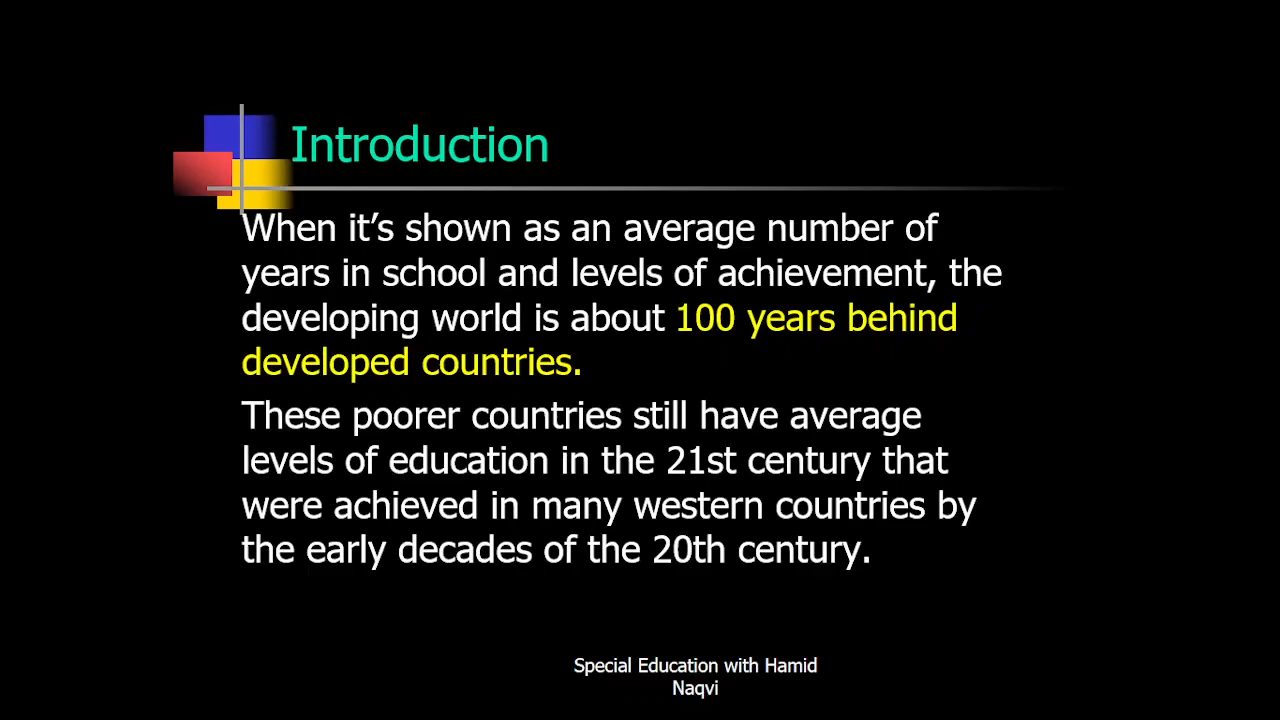 Introduction
When it’s shown as an average number of
years in school and levels of achievement, the
developing world is about 100 years behind
developed countries.
These poorer countries still have average
levels of education in the 21st century that
were achieved in many western countries by
the early decades of the 20th century.
Special Education with Hamid
Naqvi